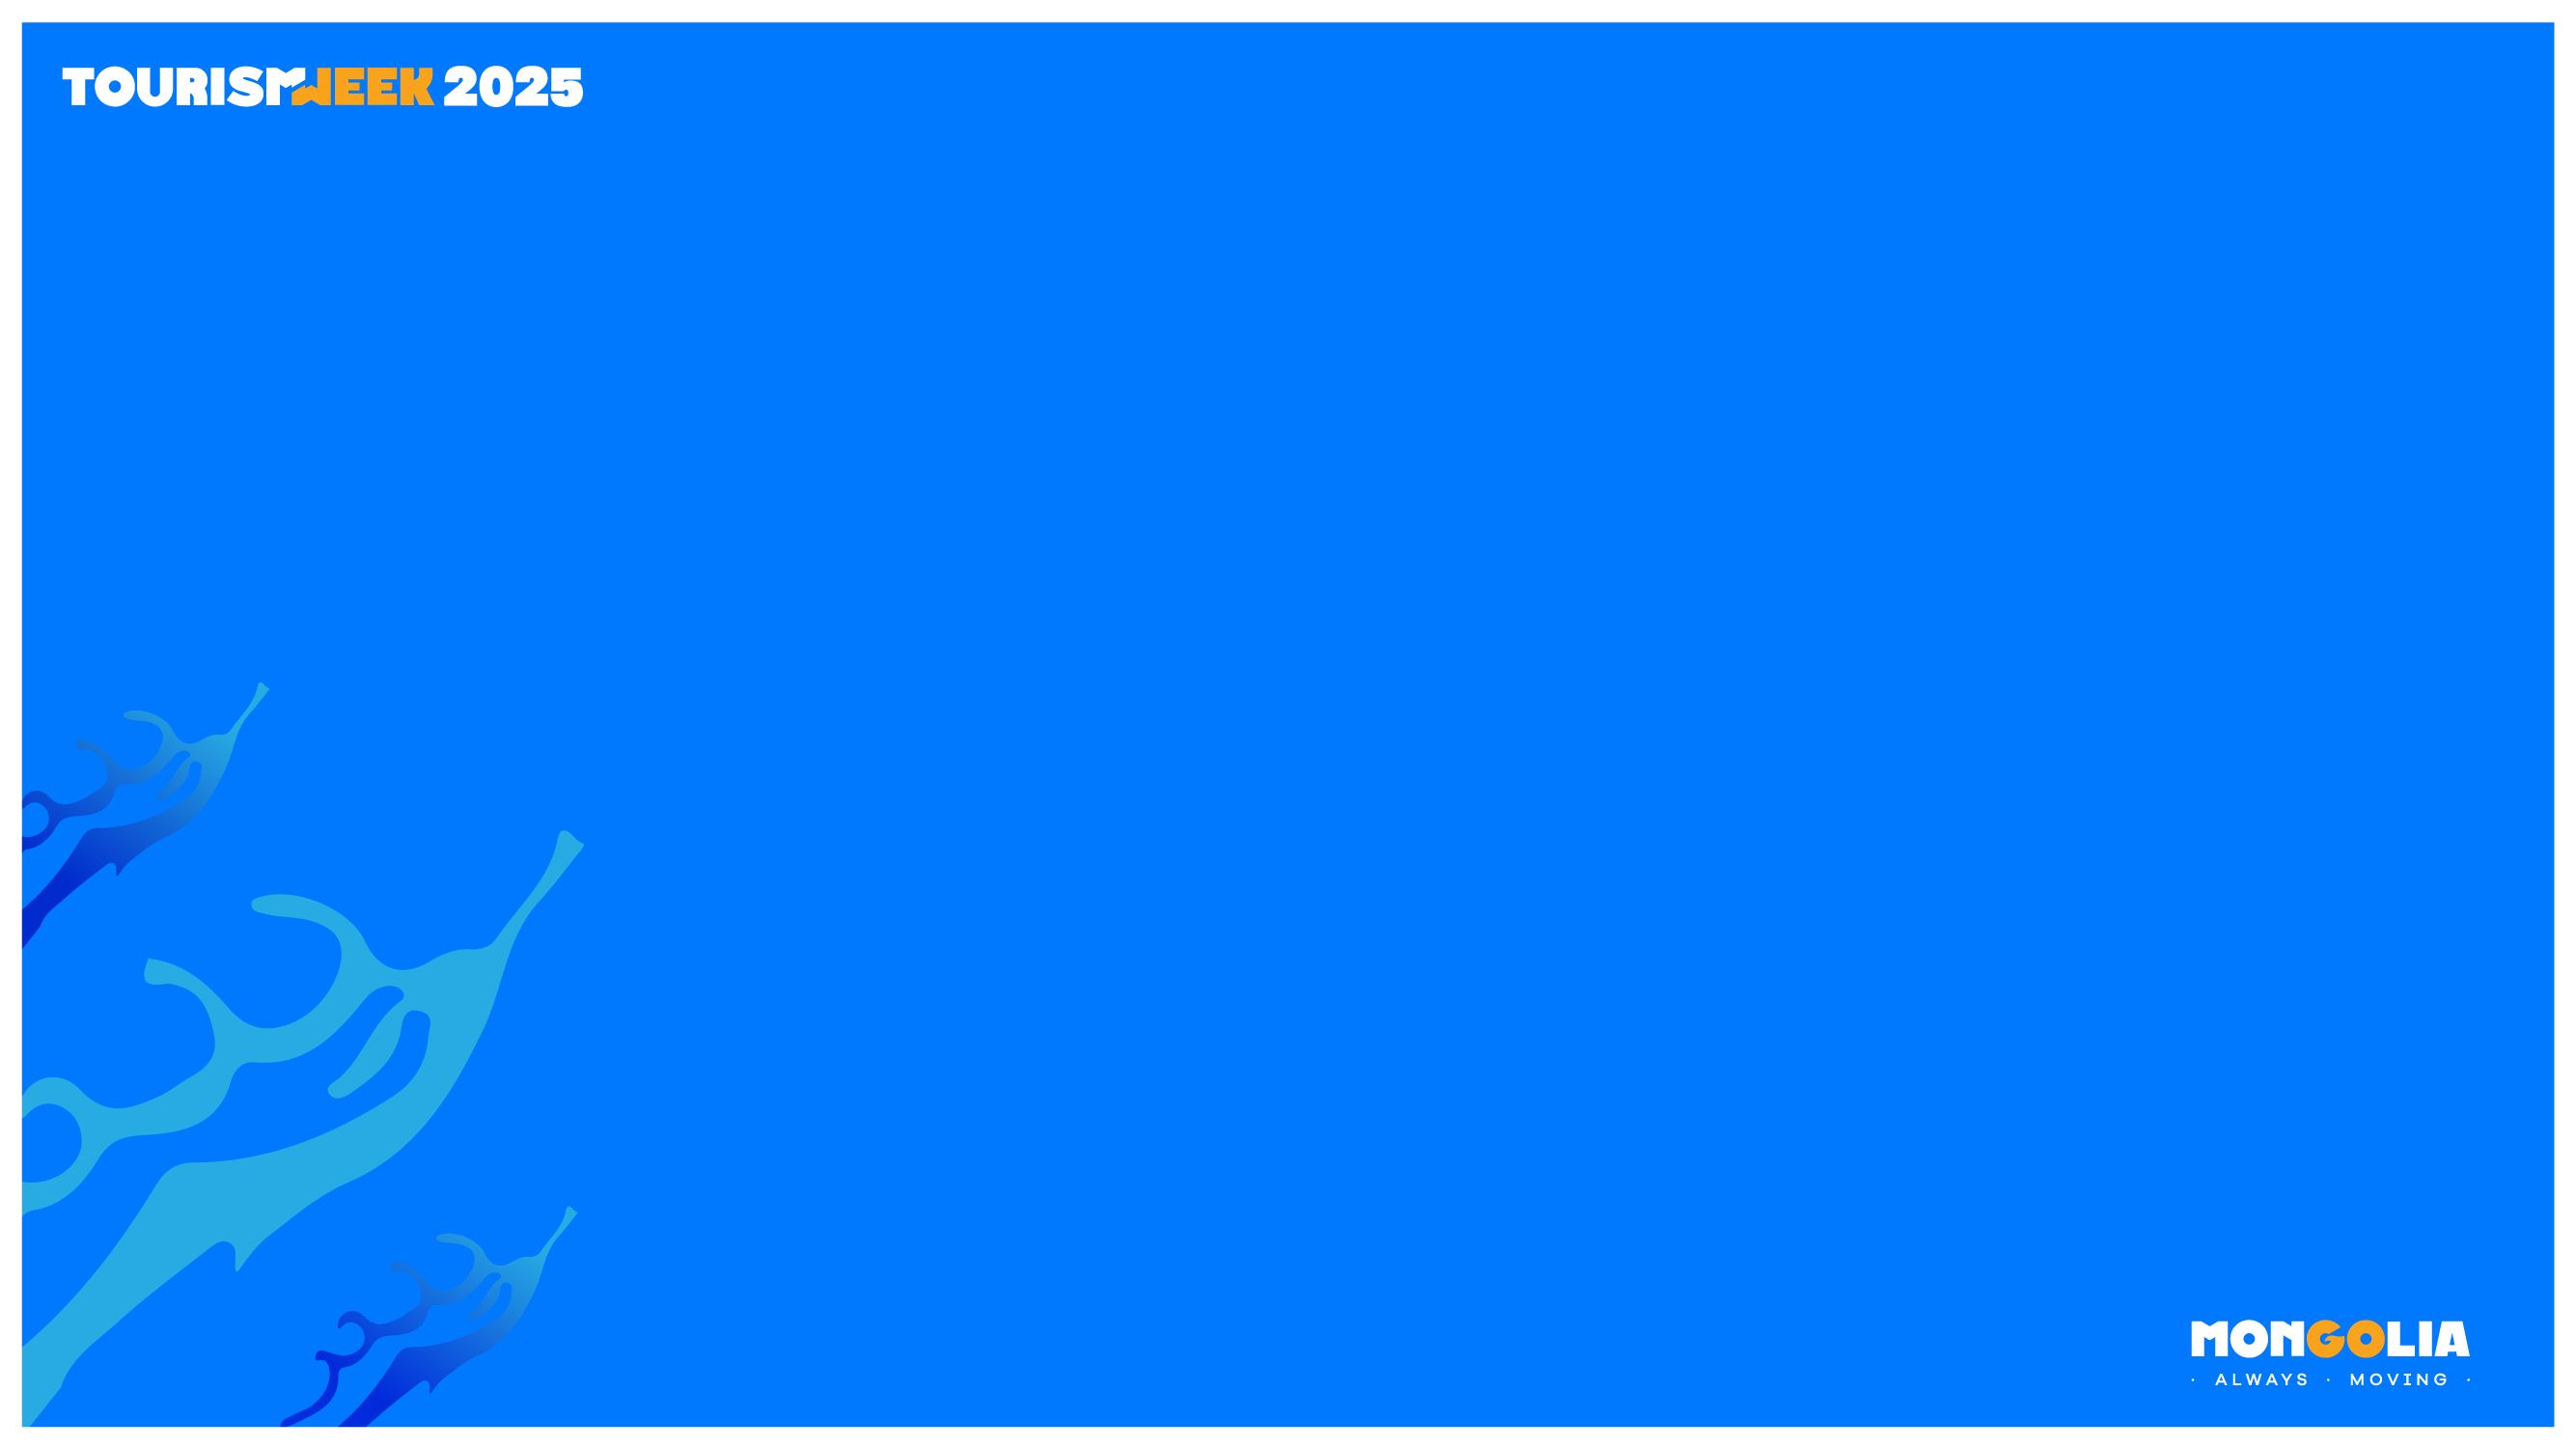 TOURISMWEEK 2025
MONGOLIA
· ALWAYS · MOVING ·